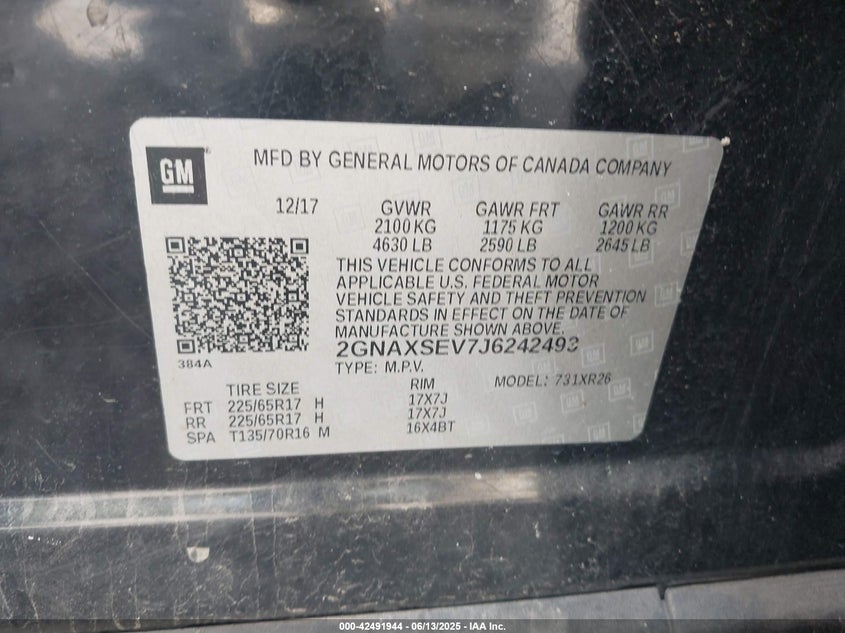 GM
MFD BY GENERAL MOTORS OF CANADA COMPANY
12/17 GVWR GAWR FRT GAWR RR
2100 KG 1175 KG 1200 KG
4630 LB 2590 LB 2645 LB
THIS VEHICLE CONFORMS TO ALL
APPLICABLE U.S. FEDERAL MOTOR
VEHICLE SAFETY AND THEFT PREVENTION
STANDARDS IN EFFECT ON THE DATE OF
MANUFACTURE SHOWN ABOVE.
2GNAXSEV7J6242493
384A
TYPE: M.P.V. MODEL: 731XR26
TIRE SIZE RIM
FRT 225/65R17 H 17X7J
RR 225/65R17 H 17X7J
SPA T135/70R16 M 16X4BT
000-42491944 - 06/13/2025 - IAA Inc.